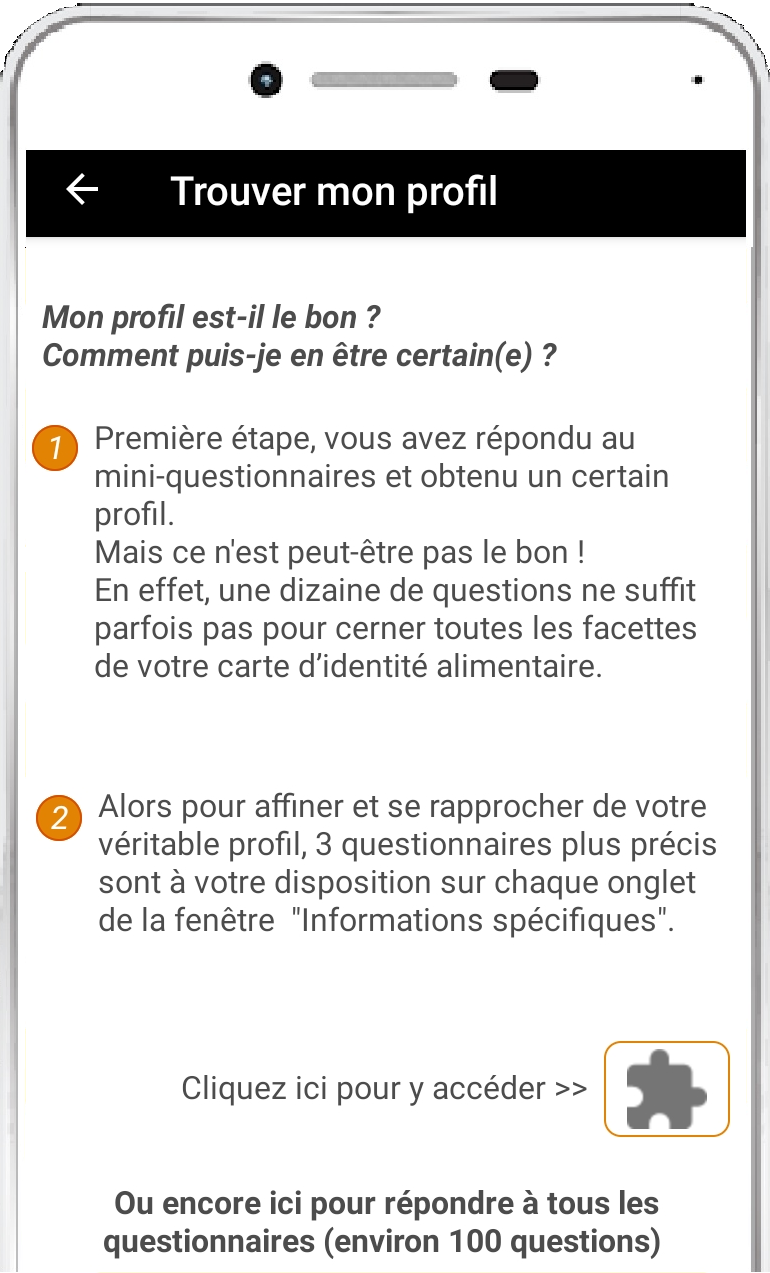 Trouver mon profil
Mon profil est-il le bon ?
Comment puis-je en être certain(e) ?
1
Première étape, vous avez répondu au
mini-questionnaires et obtenu un certain
profil.
Mais ce n'est peut-être pas le bon !
En effet, une dizaine de questions ne suffit
parfois pas pour cerner toutes les facettes
de votre carte d’identité alimentaire.
2
Alors pour affiner et se rapprocher de votre
véritable profil, 3 questionnaires plus précis
sont à votre disposition sur chaque onglet
de la fenêtre  "Informations spécifiques".
Cliquez ici pour y accéder >>
Ou encore ici pour répondre à tous les
questionnaires (environ 100 questions)